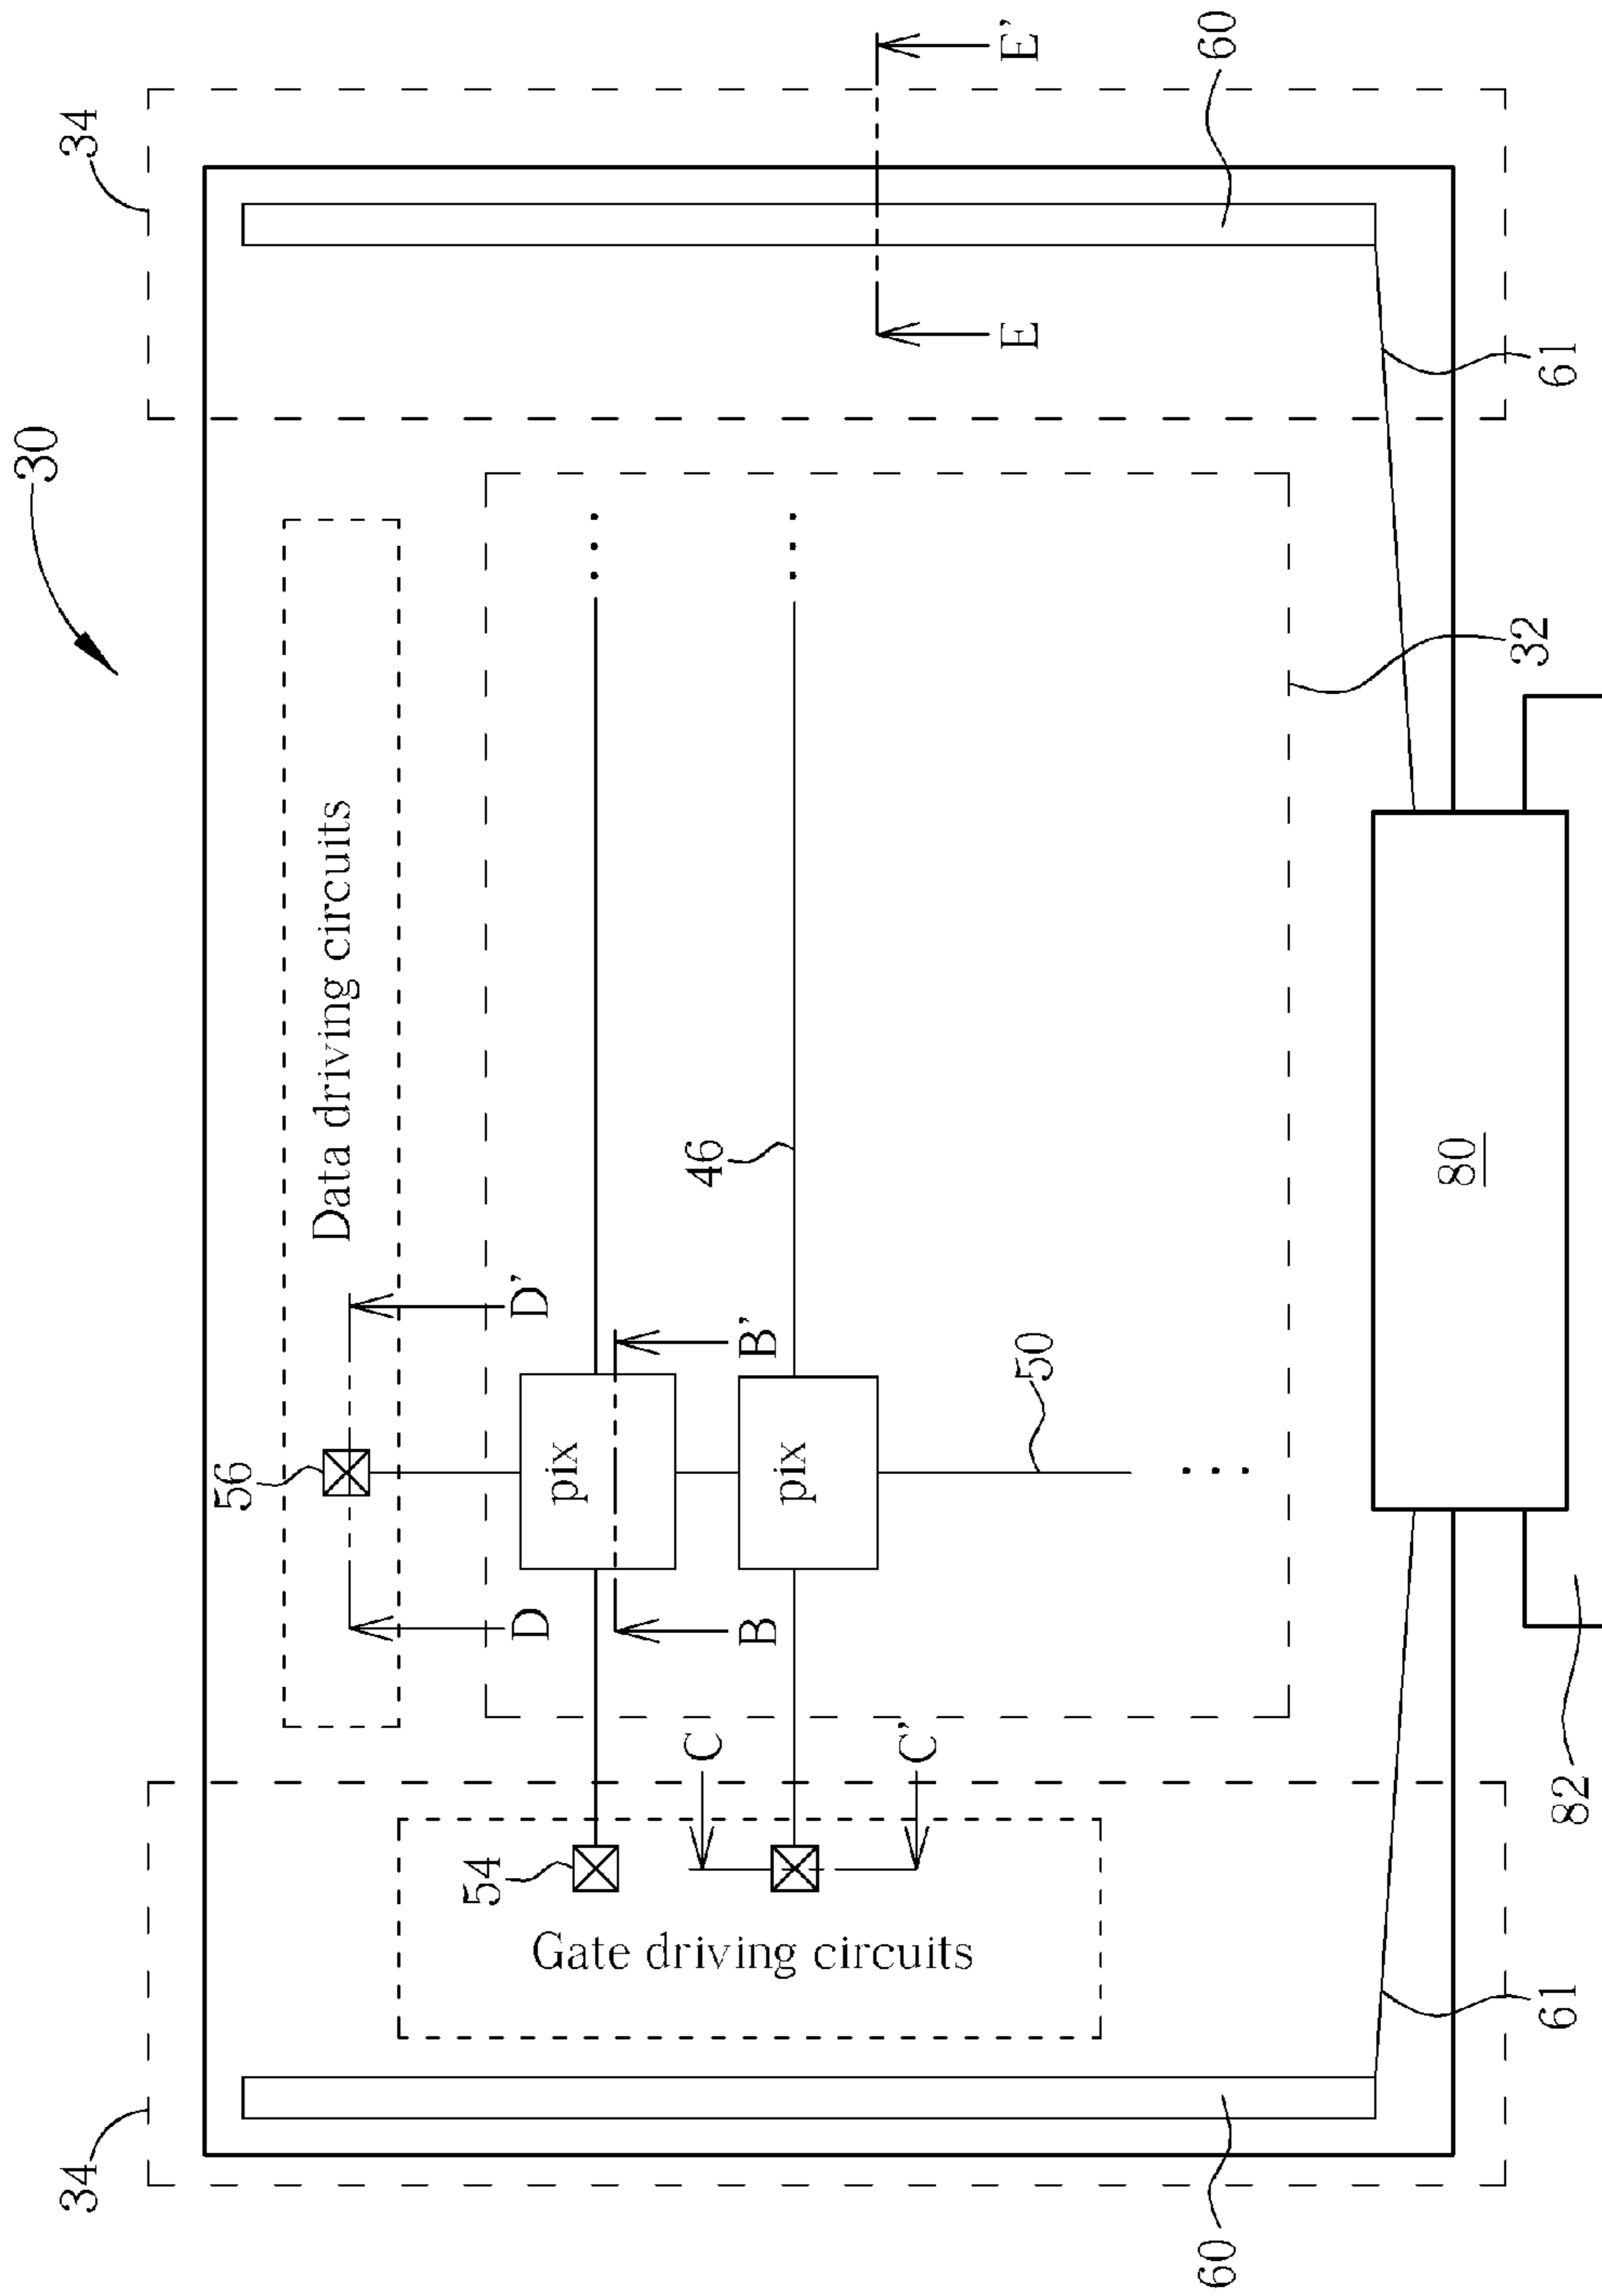 30
34
34
Data driving circuits
56
D
D'
pix
B
B'
54
46
C
C'
pix
Gate driving circuits
E
E'
50
60
60
80
61
32
61
82